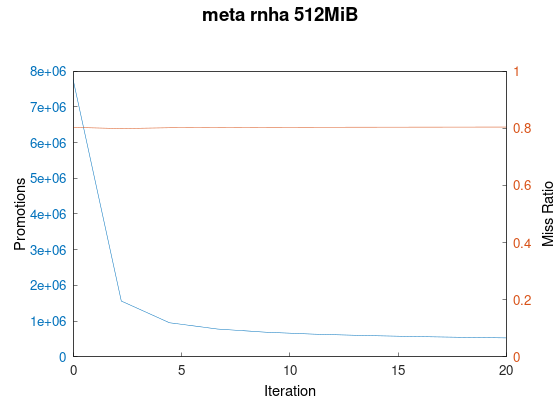 meta rnha 512MiB
8e+06
7e+06
6e+06
5e+06
4e+06
3e+06
2e+06
1e+06
0
Promotions
1
0.8
0.6
0.4
0.2
0
Miss Ratio
0 5 10 15 20
Iteration